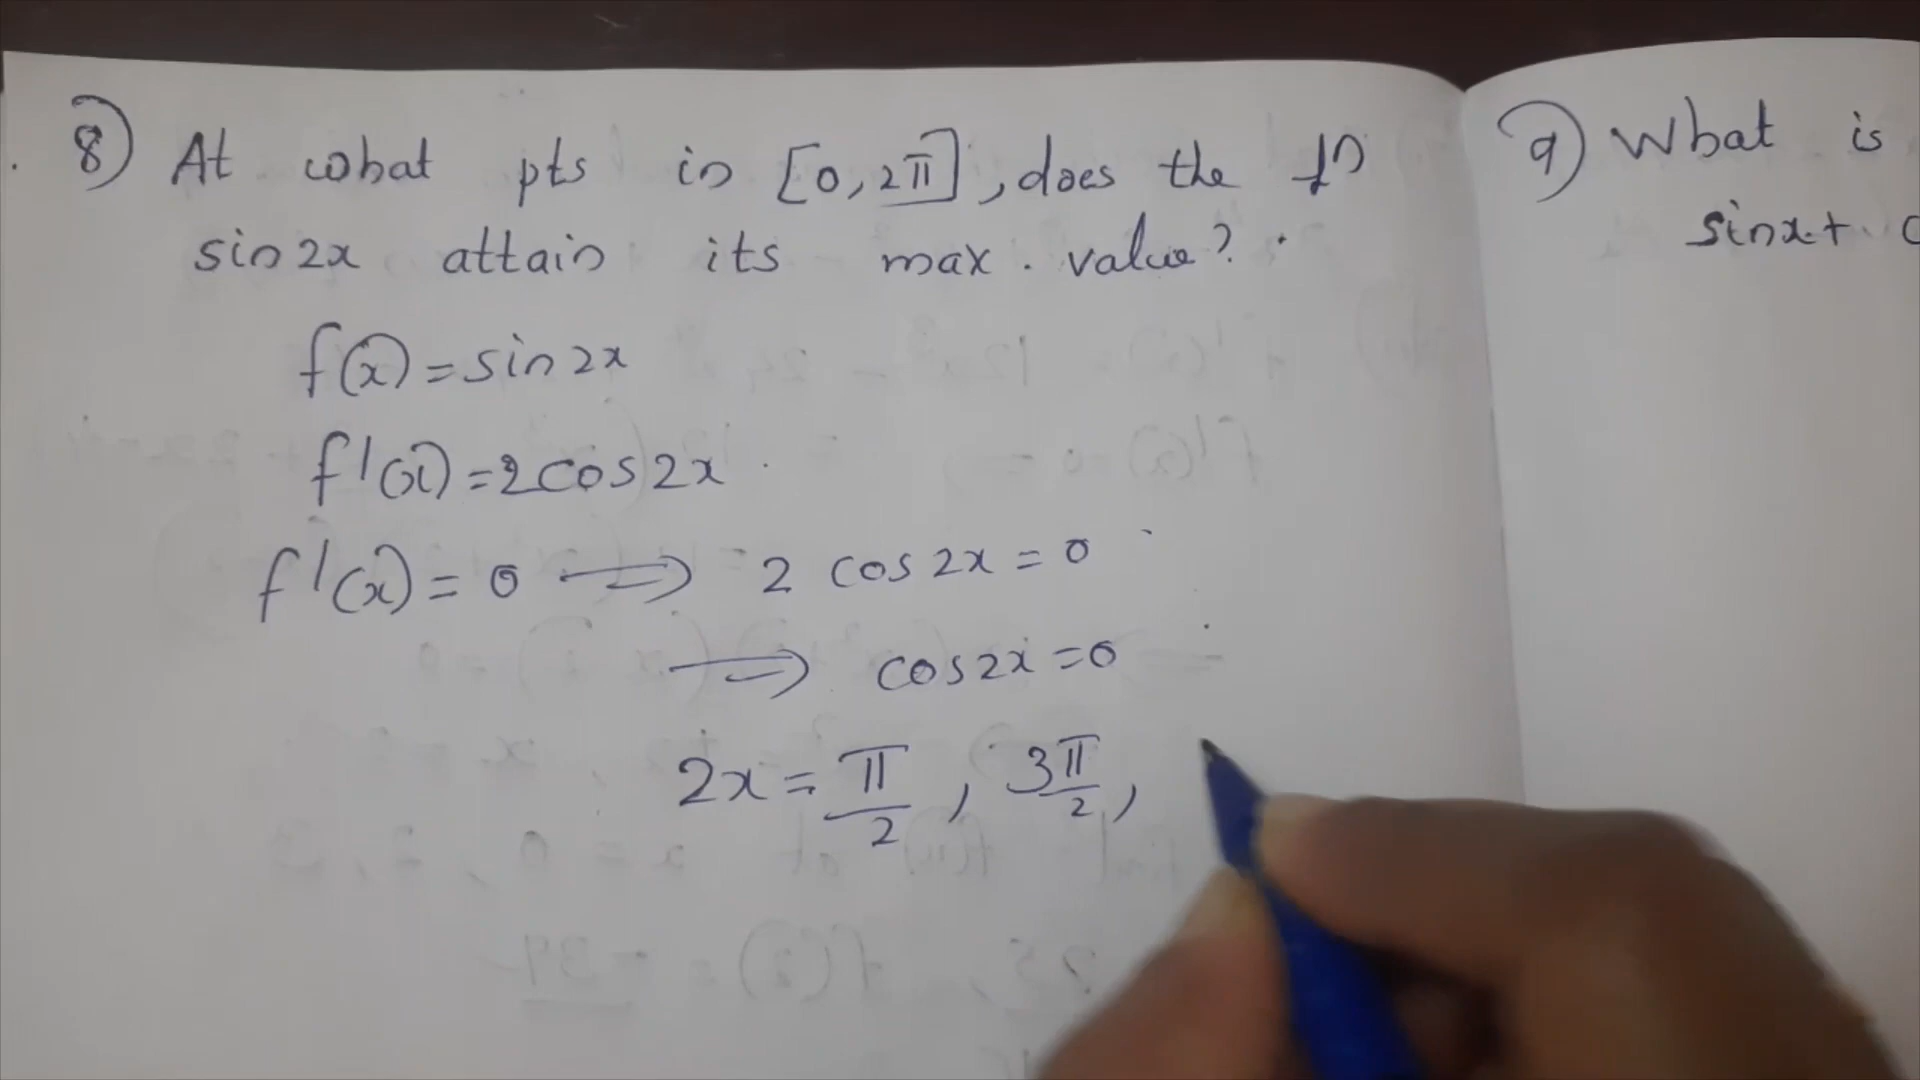 8) At what pts in [0, 2π], does the fn
sin 2x attain its max. value?
f(x) = sin 2x
f'(x) = 2cos 2x
f'(x) = 0 ⟹ 2 cos 2x = 0
⟹ cos 2x = 0
2x = π/2, 3π/2,
9) What is
sinx +